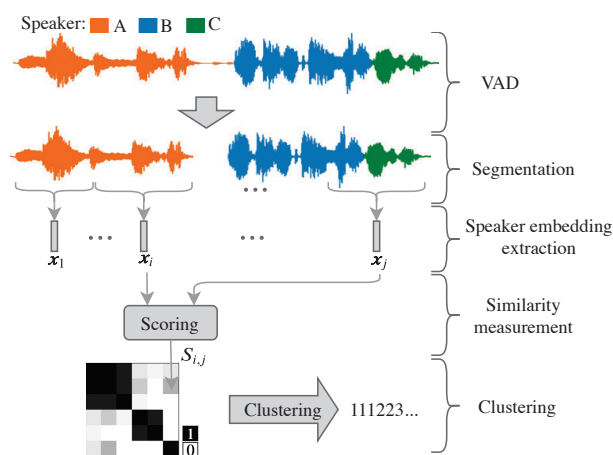 Speaker: A B C
VAD
Segmentation
...
...
Speaker embedding
extraction
x1 ... xi ... xj
Scoring
Similarity
measurement
Si,j
Clustering 111223...
Clustering
1
0